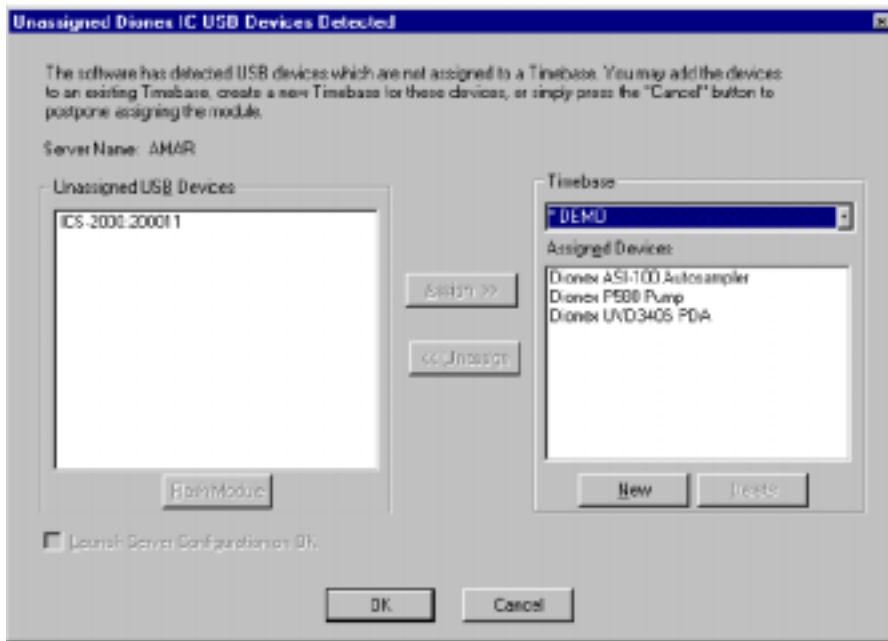 Unassigned Dionex IC USB Devices Detected
The software has detected USB devices which are not assigned to a Timebase. You may add the devices
to an existing Timebase, create a new Timebase for these devices, or simply press the "Cancel" button to
postpone assigning the module.
Server Name: AMAR
Unassigned USB Devices
ICS-2000:200011
Timebase
* DEMO
Assigned Devices
Dionex ASI-100 Autosampler
Dionex P580 Pump
Dionex UVD340S PDA
Assign >>
<< Unassign
Flash Module
New
Delete
Launch Server Configuration on OK
OK
Cancel